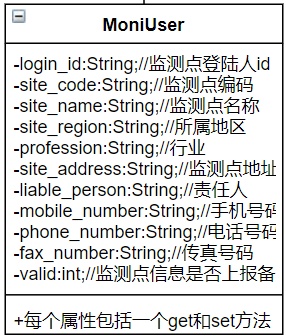 MoniUser
-login_id:String;//监测点登陆人id
-site_code:String;//监测点编码
-site_name:String;//监测点名称
-site_region:String;//所属地区
-profession:String;//行业
-site_address:String;//监测点地址
-liable_person:String;//责任人
-mobile_number:String;//手机号码
-phone_number:String;//电话号码
-fax_number:String;//传真号码
-valid:int;//监测点信息是否上报备
+每个属性包括一个get和set方法